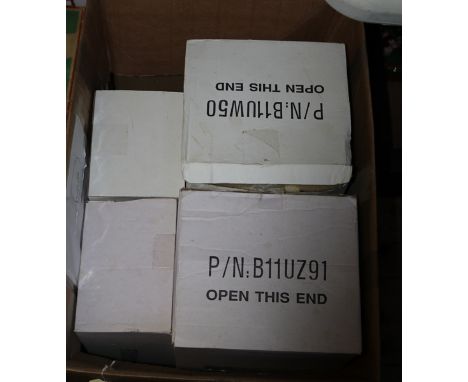 P/N:B11UW50
OPEN THIS END
P/N:B11UZ91
OPEN THIS END